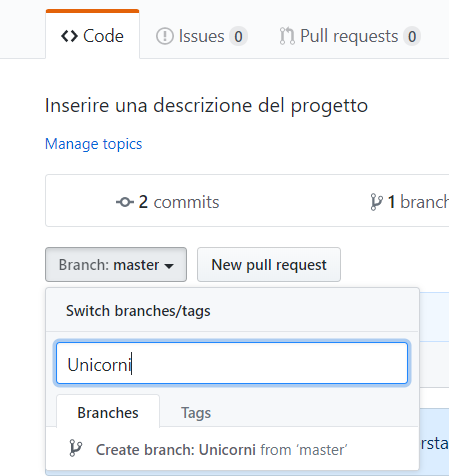 Code Issues 0 Pull requests 0
Inserire una descrizione del progetto
Manage topics
2 commits 1 branch
Branch: master New pull request
Switch branches/tags
Unicorni
Branches Tags
Create branch: Unicorni from ‘master’